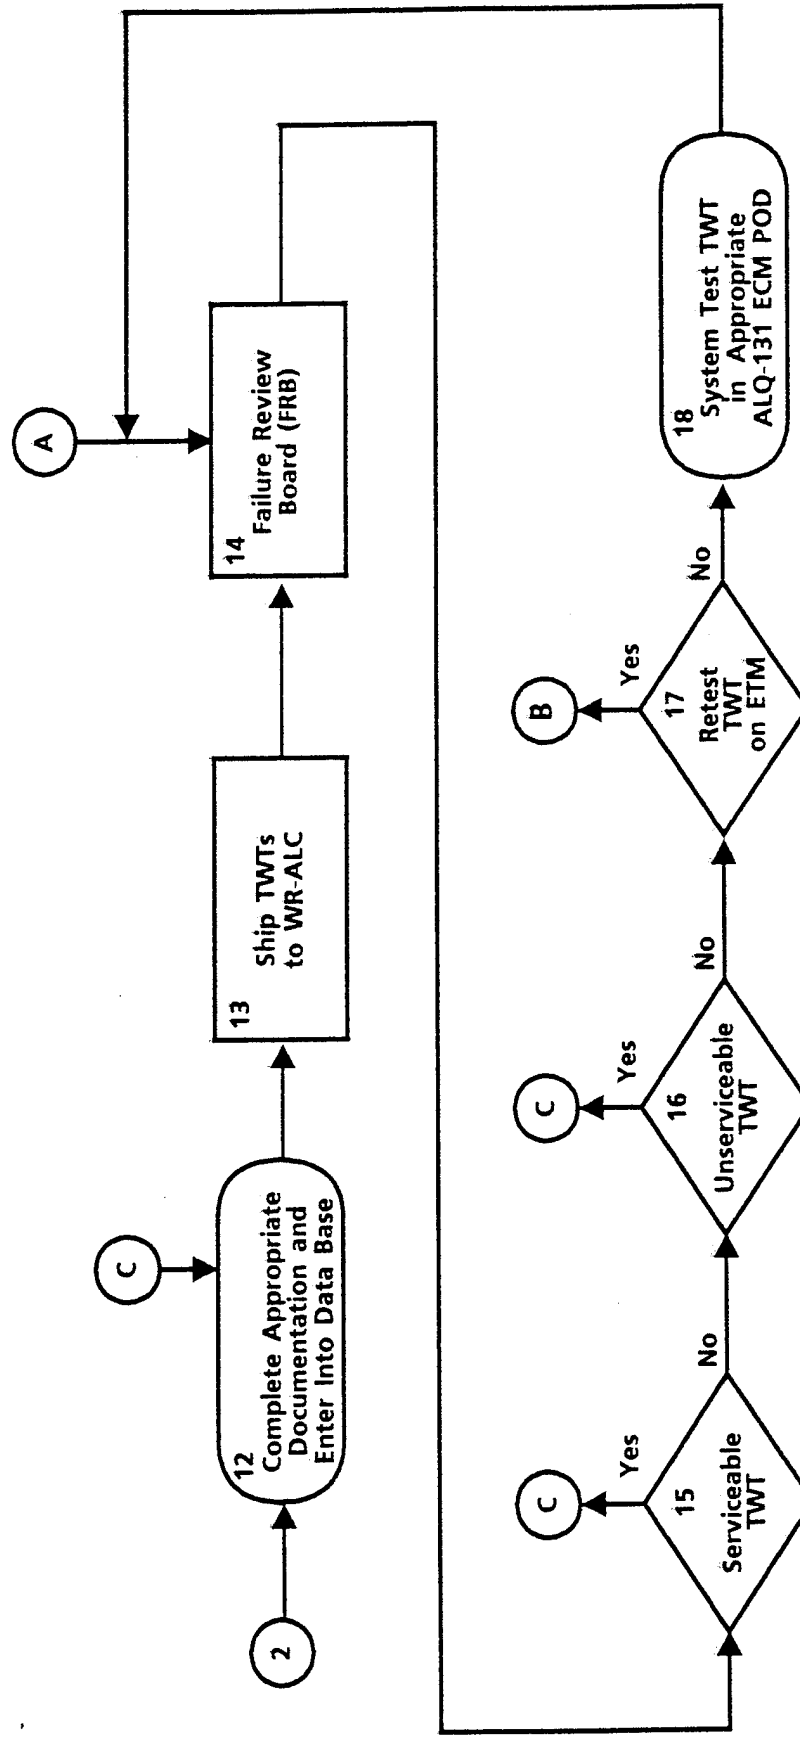 A
C
2
12
Complete Appropriate
Documentation and
Enter Into Data Base
13
Ship TWTs
to WR-ALC
14
Failure Review
Board (FRB)
C
Yes
15
Serviceable
TWT
No
C
Yes
16
Unserviceable
TWT
No
B
Yes
17
Retest
TWT
on ETM
No
18
System Test TWT
in Appropriate
ALQ-131 ECM POD